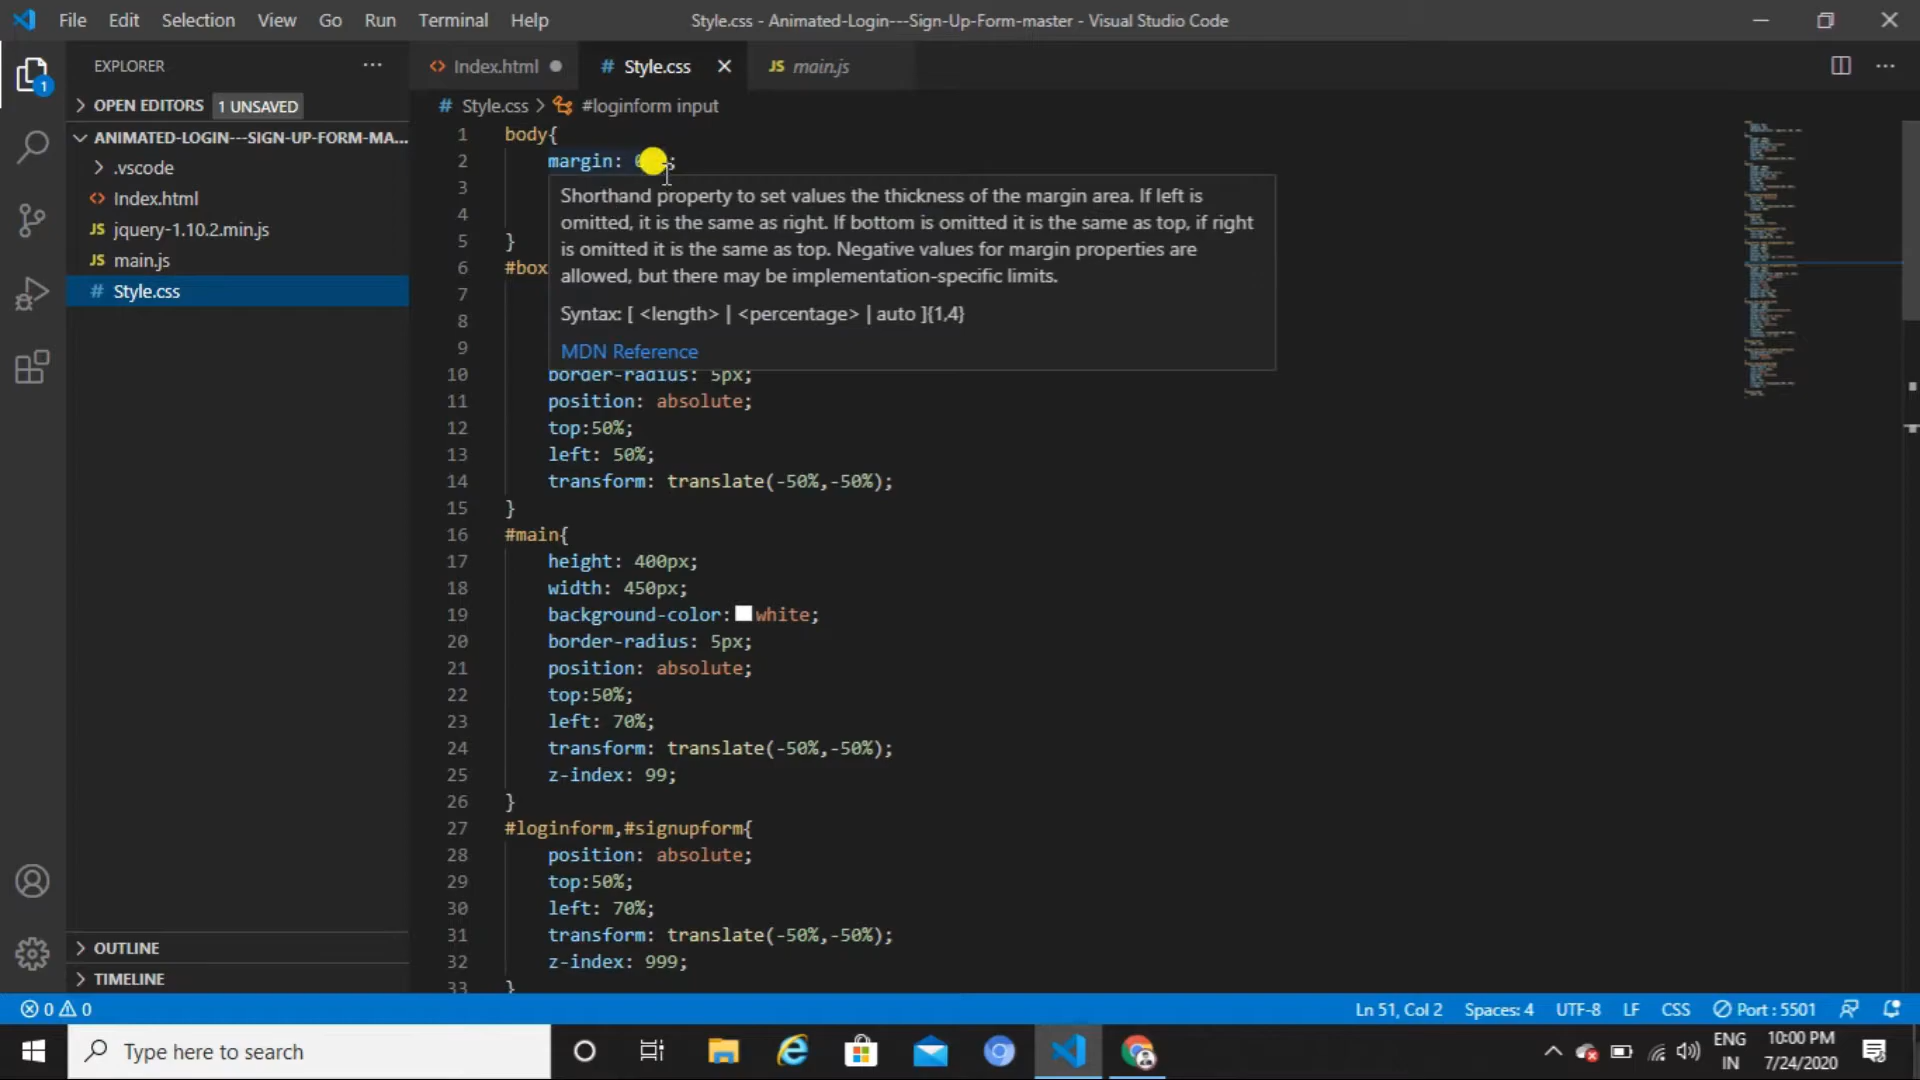 File Edit Selection View Go Run Terminal Help Style.css - Animated-Login---Sign-Up-Form-master - Visual Studio Code
EXPLORER
Index.html
# Style.css
JS main.js
OPEN EDITORS 1 UNSAVED
# Style.css > #loginform input
ANIMATED-LOGIN---SIGN-UP-FORM-MA...
.vscode
Index.html
JS jquery-1.10.2.min.js
JS main.js
# Style.css
1 body{
2 margin:
3
4
5 }
6 #box
7
8
9
10 border-radius: 5px;
11 position: absolute;
12 top:50%;
13 left: 50%;
14 transform: translate(-50%,-50%);
15 }
16 #main{
17 height: 400px;
18 width: 450px;
19 background-color: white;
20 border-radius: 5px;
21 position: absolute;
22 top:50%;
23 left: 70%;
24 transform: translate(-50%,-50%);
25 z-index: 99;
26 }
27 #loginform,#signupform{
28 position: absolute;
29 top:50%;
30 left: 70%;
31 transform: translate(-50%,-50%);
32 z-index: 999;
33 }
Shorthand property to set values the thickness of the margin area. If left is
omitted, it is the same as right. If bottom is omitted it is the same as top, if right
is omitted it is the same as top. Negative values for margin properties are
allowed, but there may be implementation-specific limits.
Syntax: [ <length> | <percentage> | auto ]{1,4}
MDN Reference
1
OUTLINE
TIMELINE
0 0
Ln 51, Col 2 Spaces: 4 UTF-8 LF CSS Port : 5501
Type here to search
ENG
IN
10:00 PM
7/24/2020